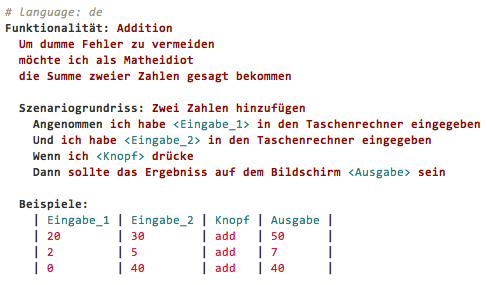 # Language: de
Funktionalität: Addition
Um dumme Fehler zu vermeiden
möchte ich als Matheidiot
die Summe zweier Zahlen gesagt bekommen
Szenariogrundriss: Zwei Zahlen hinzufügen
Angenommen ich habe <Eingabe_1> in den Taschenrechner eingegeben
Und ich habe <Eingabe_2> in den Taschenrechner eingegeben
Wenn ich <Knopf> drücke
Dann sollte das Ergebniss auf dem Bildschirm <Ausgabe> sein
Beispiele:
| Eingabe_1 | Eingabe_2 | Knopf | Ausgabe |
| 20 | 30 | add | 50 |
| 2 | 5 | add | 7 |
| 0 | 40 | add | 40 |